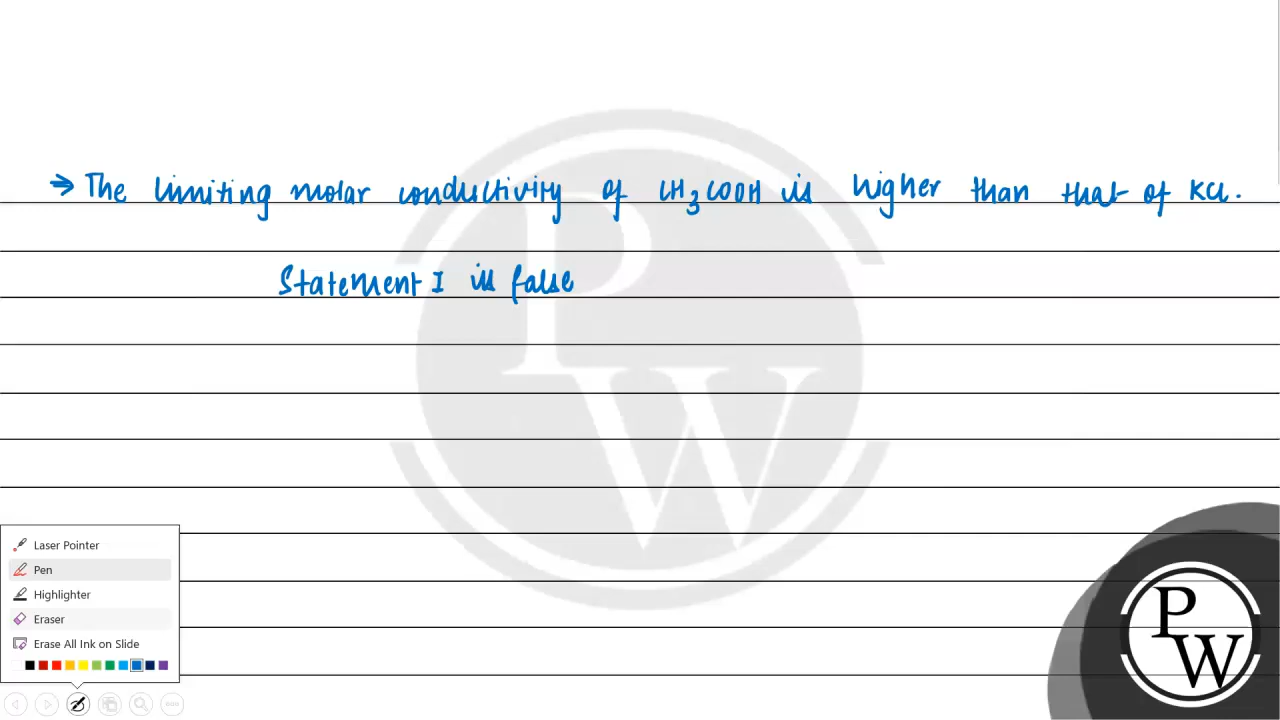 → The limiting molar conductivity of CH3COOH is higher than that of KCl.
Statement I is false
P
W
Laser Pointer
Pen
Highlighter
Eraser
Erase All Ink on Slide
P
W